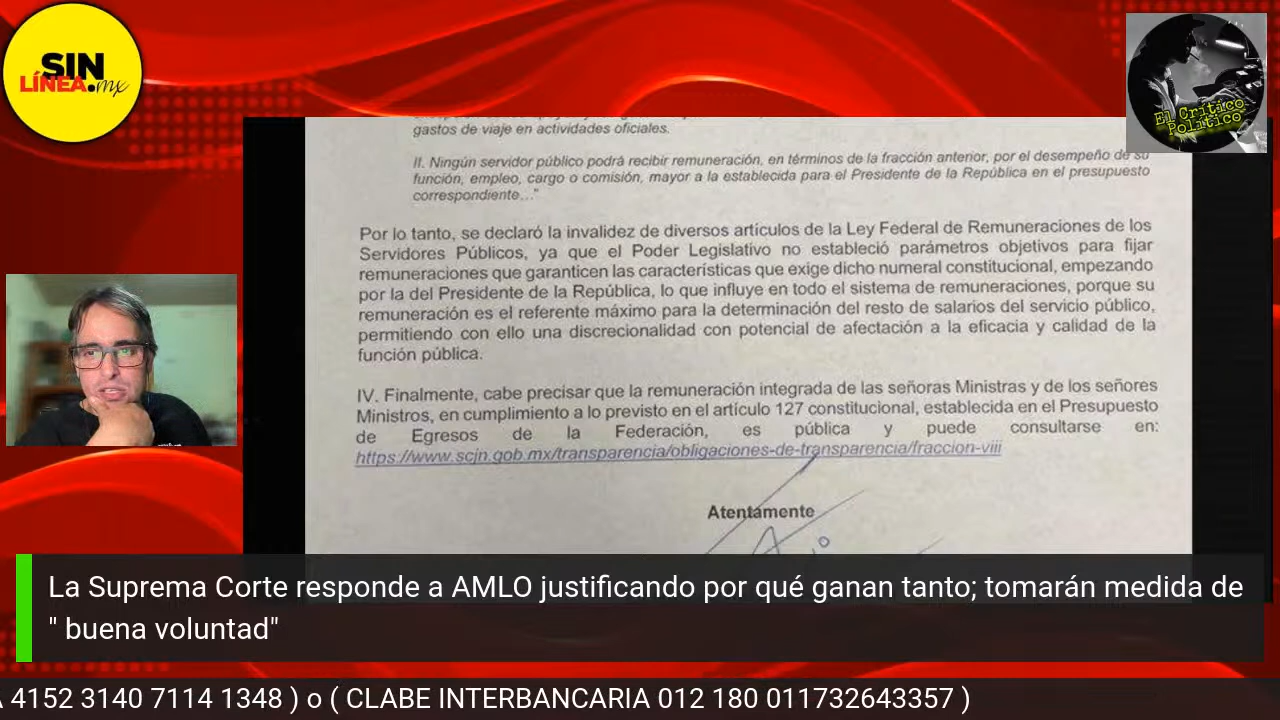 SIN
LÍNEA.mx
El Crítico
Político
gastos de viaje en actividades oficiales.
II. Ningún servidor público podrá recibir remuneración, en términos de la fracción anterior, por el desempeño de su
función, empleo, cargo o comisión, mayor a la establecida para el Presidente de la República en el presupuesto
correspondiente..."
Por lo tanto, se declaró la invalidez de diversos artículos de la Ley Federal de Remuneraciones de los
Servidores Públicos, ya que el Poder Legislativo no estableció parámetros objetivos para fijar
remuneraciones que garanticen las características que exige dicho numeral constitucional, empezando
por la del Presidente de la República, lo que influye en todo el sistema de remuneraciones, porque su
remuneración es el referente máximo para la determinación del resto de salarios del servicio público,
permitiendo con ello una discrecionalidad con potencial de afectación a la eficacia y calidad de la
función pública.
IV. Finalmente, cabe precisar que la remuneración integrada de las señoras Ministras y de los señores
Ministros, en cumplimiento a lo previsto en el artículo 127 constitucional, establecida en el Presupuesto
de Egresos de la Federación, es pública y puede consultarse en:
https://www.scjn.gob.mx/transparencia/obligaciones-de-transparencia/fraccion-viii
Atentamente
La Suprema Corte responde a AMLO justificando por qué ganan tanto; tomarán medida de
" buena voluntad"
4152 3140 7114 1348 ) o ( CLABE INTERBANCARIA 012 180 011732643357 )